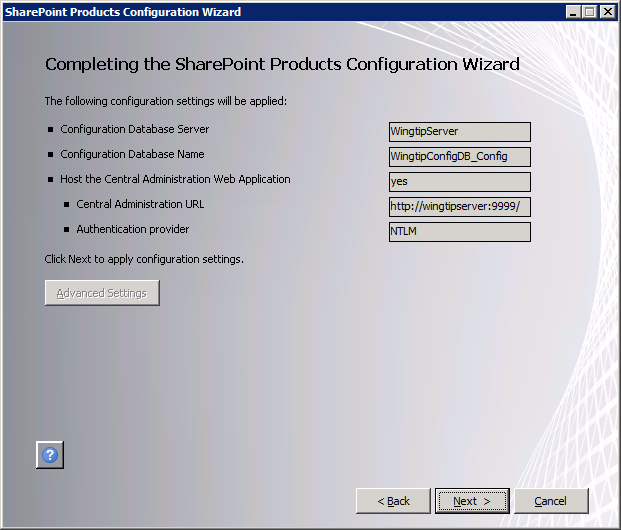 SharePoint Products Configuration Wizard
Completing the SharePoint Products Configuration Wizard
The following configuration settings will be applied:
Configuration Database Server WingtipServer
Configuration Database Name WingtipConfigDB_Config
Host the Central Administration Web Application yes
Central Administration URL http://wingtipserver:9999/
Authentication provider NTLM
Click Next to apply configuration settings.
Advanced Settings
?
< Back Next > Cancel